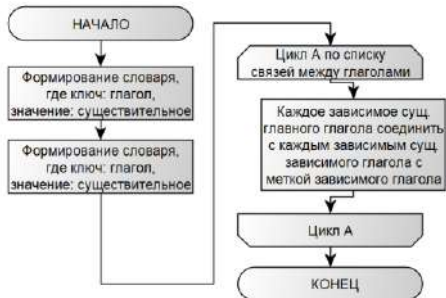 НАЧАЛО
Формирование словаря,
где ключ: глагол,
значение: существительное
Формирование словаря,
где ключ: глагол,
значение: существительное
Цикл А по списку
связей между глаголами
Каждое зависимое сущ.
главного глагола соединить
с каждым зависимым сущ.
зависимого глагола с
меткой зависимого глагола
Цикл А
КОНЕЦ